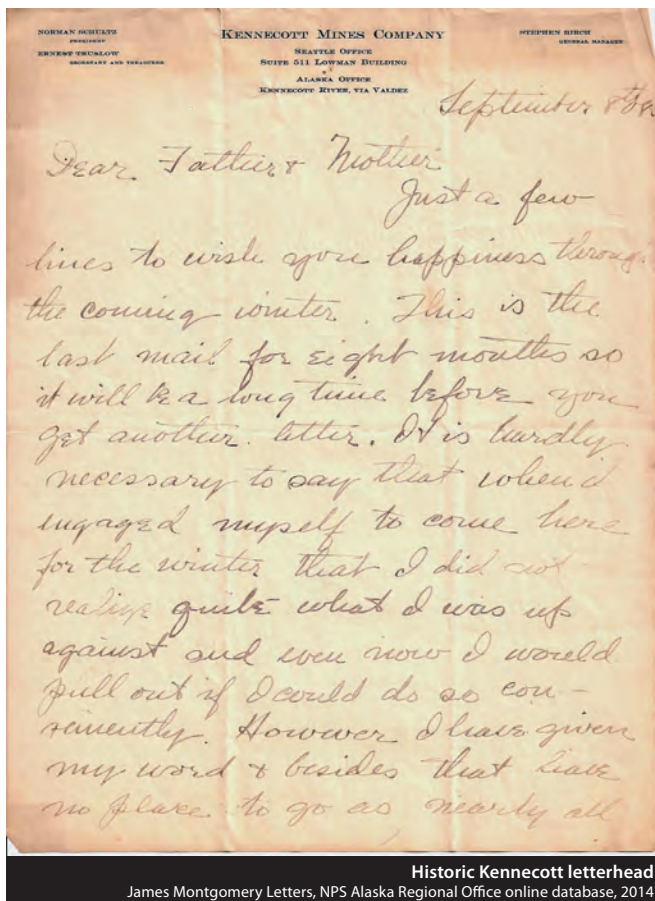 NORMAN SCHULTZ
PRESIDENT
ERNEST TRUSLOW
SECRETARY AND TREASURER
KENNECOTT MINES COMPANY
SEATTLE OFFICE
SUITE 511 LOWMAN BUILDING
ALASKA OFFICE
KENNECOTT RIVER, VIA VALDEZ
STEPHEN BIRCH
GENERAL MANAGER
September 8th
Dear Father & Mother
Just a few
lines to wish you happiness throug
the coming winter. This is the
last mail for eight months so
it will be a long time before you
get another letter. It is hardly
necessary to say that when I
engaged myself to come here
for the winter that I did not
realize quite what I was up
against and even now I would
pull out if I could do so con-
veniently. However I have given
my word & besides that have
no place to go as nearly all
Historic Kennecott letterhead
James Montgomery Letters, NPS Alaska Regional Office online database, 2014